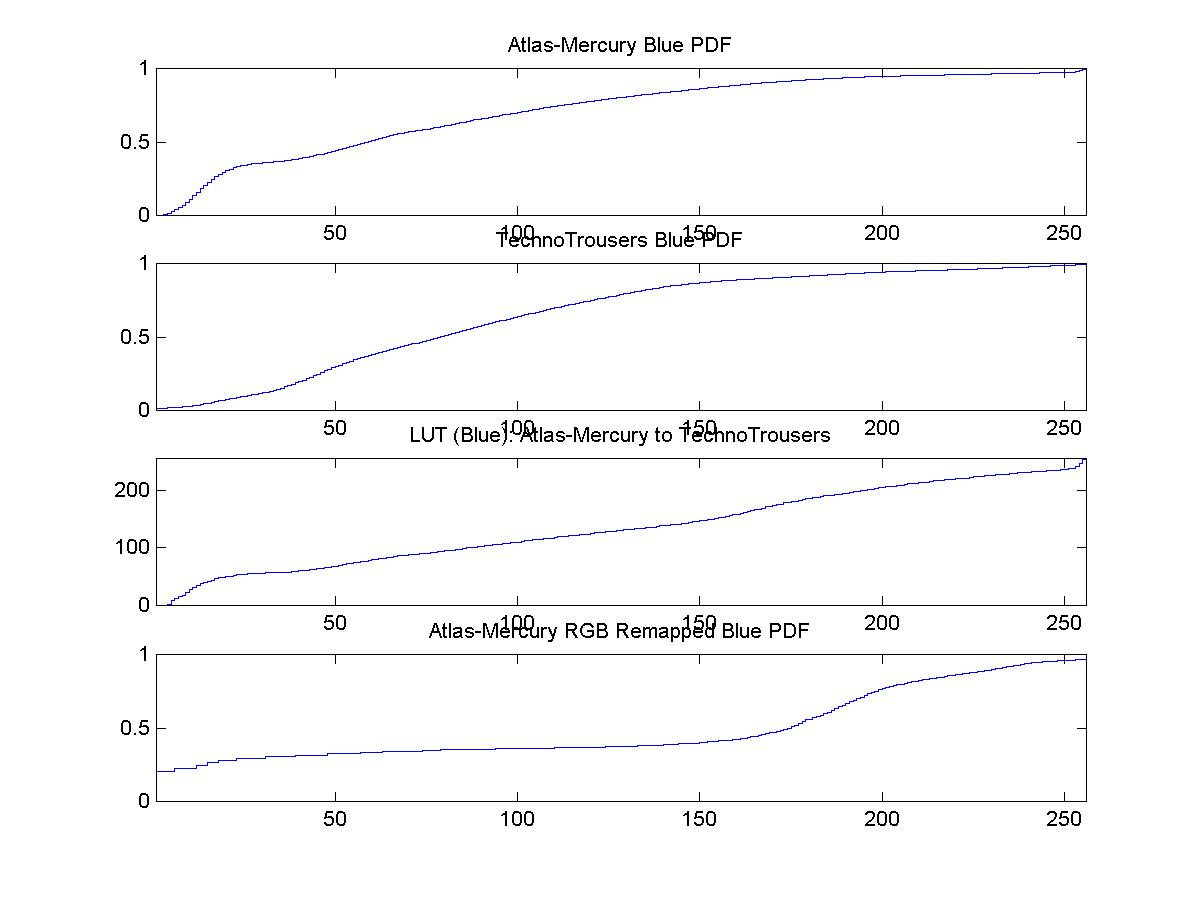 Atlas-Mercury Blue PDF
1
0.5
0
50 100 150 200 250
TechnoTrousers Blue PDF
1
0.5
0
50 100 150 200 250
LUT (Blue): Atlas-Mercury to TechnoTrousers
200
100
0
50 100 150 200 250
Atlas-Mercury RGB Remapped Blue PDF
1
0.5
0
50 100 150 200 250